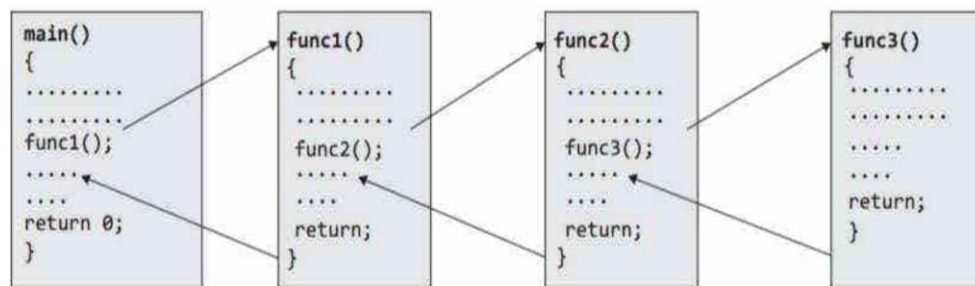 main()
{
.........
.........
func1();
.....
....
return 0;
}
func1()
{
.........
.........
func2();
.....
....
return;
}
func2()
{
.........
.........
func3();
.....
....
return;
}
func3()
{
.........
.........
.....
....
return;
}